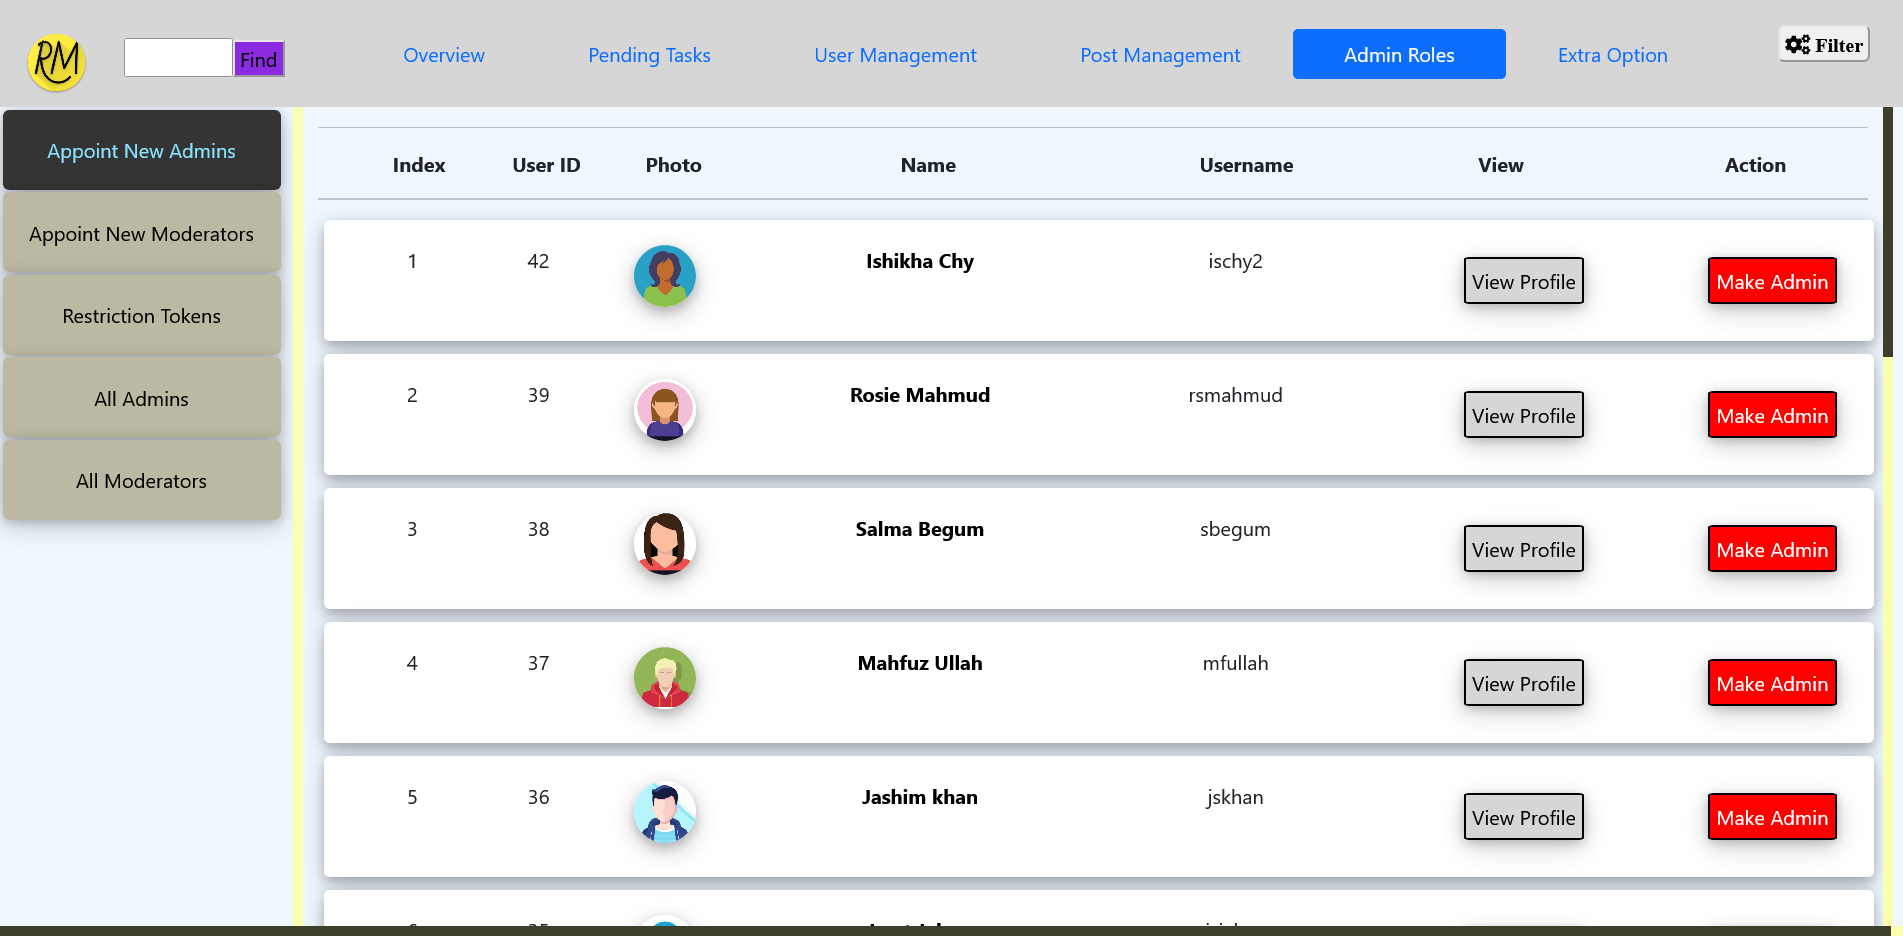 RM Find Overview Pending Tasks User Management Post Management Admin Roles Extra Option Filter
Appoint New Admins
Appoint New Moderators
Restriction Tokens
All Admins
All Moderators
Index User ID Photo Name Username View Action
1 42 Ishikha Chy ischy2 View Profile Make Admin
2 39 Rosie Mahmud rsmahmud View Profile Make Admin
3 38 Salma Begum sbegum View Profile Make Admin
4 37 Mahfuz Ullah mfullah View Profile Make Admin
5 36 Jashim khan jskhan View Profile Make Admin